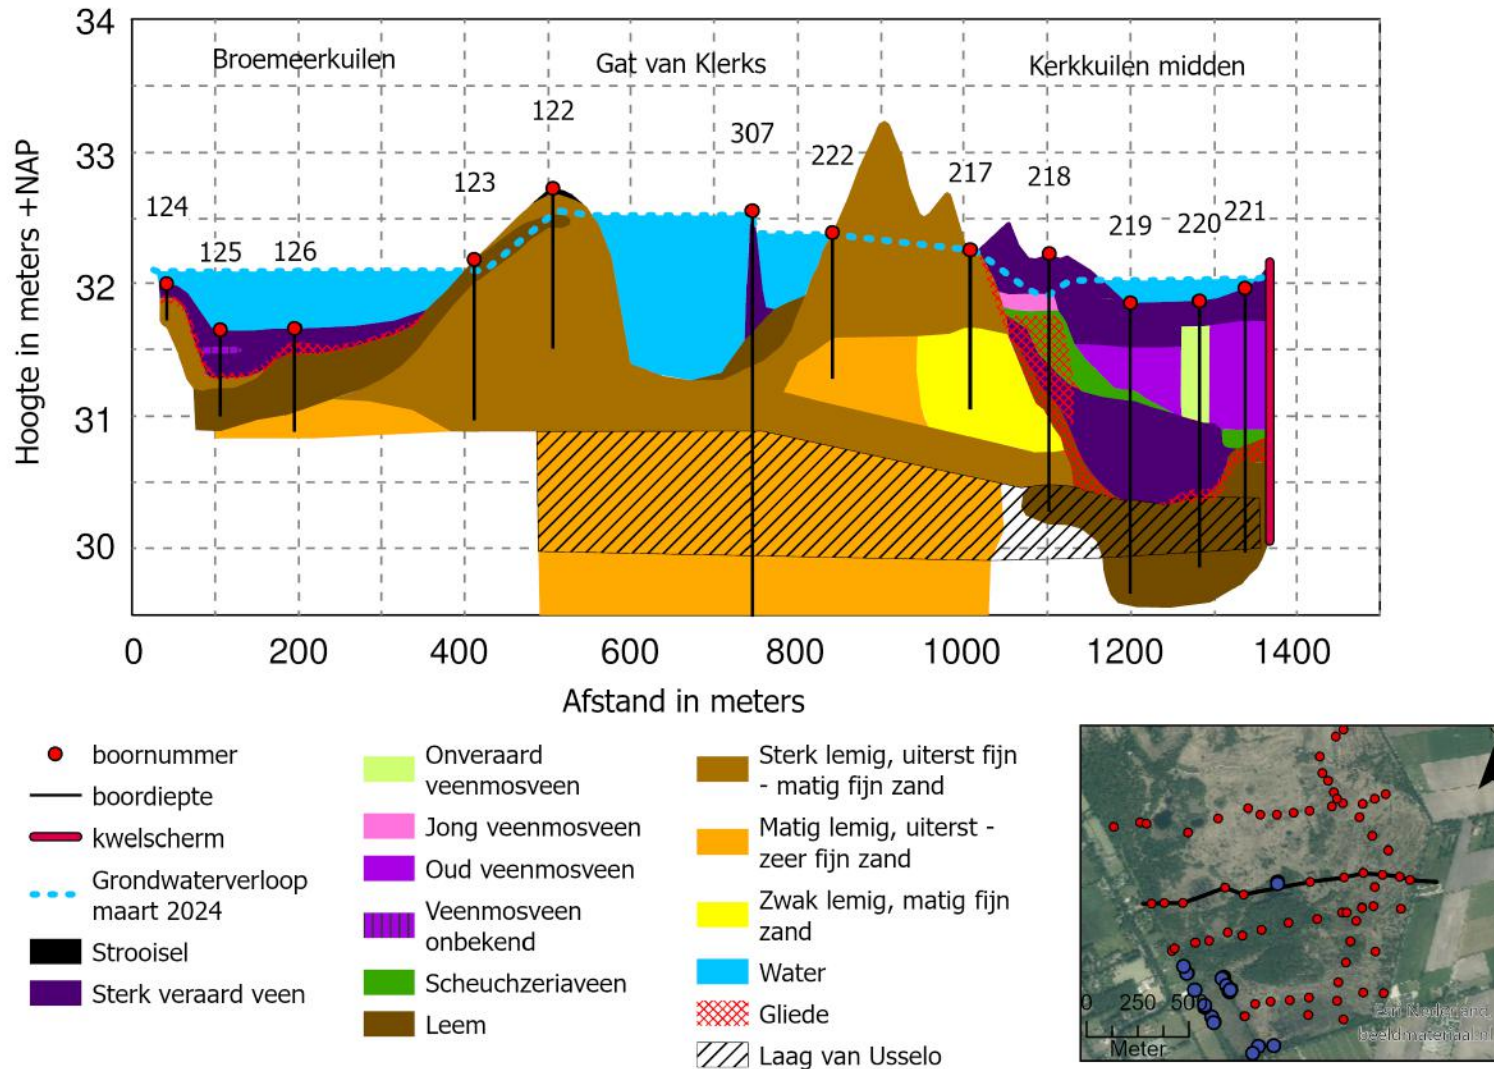 34
33
32
31
30
Hoogte in meters +NAP
Broemeerkuilen
Gat van Klerks
Kerkkuilen midden
124
125
126
123
122
307
222
217
218
219
220
221
0
200
400
600
800
1000
1200
1400
Afstand in meters
boornummer
boordiepte
kwelscherm
Grondwaterverloop
maart 2024
Strooisel
Sterk veraard veen
Onveraard
veenmosveen
Jong veenmosveen
Oud veenmosveen
Veenmosveen
onbekend
Scheuchzeriaveen
Leem
Sterk lemig, uiterst fijn
- matig fijn zand
Matig lemig, uiterst -
zeer fijn zand
Zwak lemig, matig fijn
zand
Water
Gliede
Laag van Usselo
0 250 500
Meter
Esri Nederland,
beeldmateriaal.nl